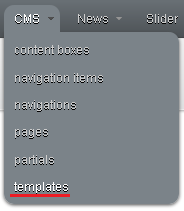 CMS News Slider
content boxes
navigation items
navigations
pages
partials
templates